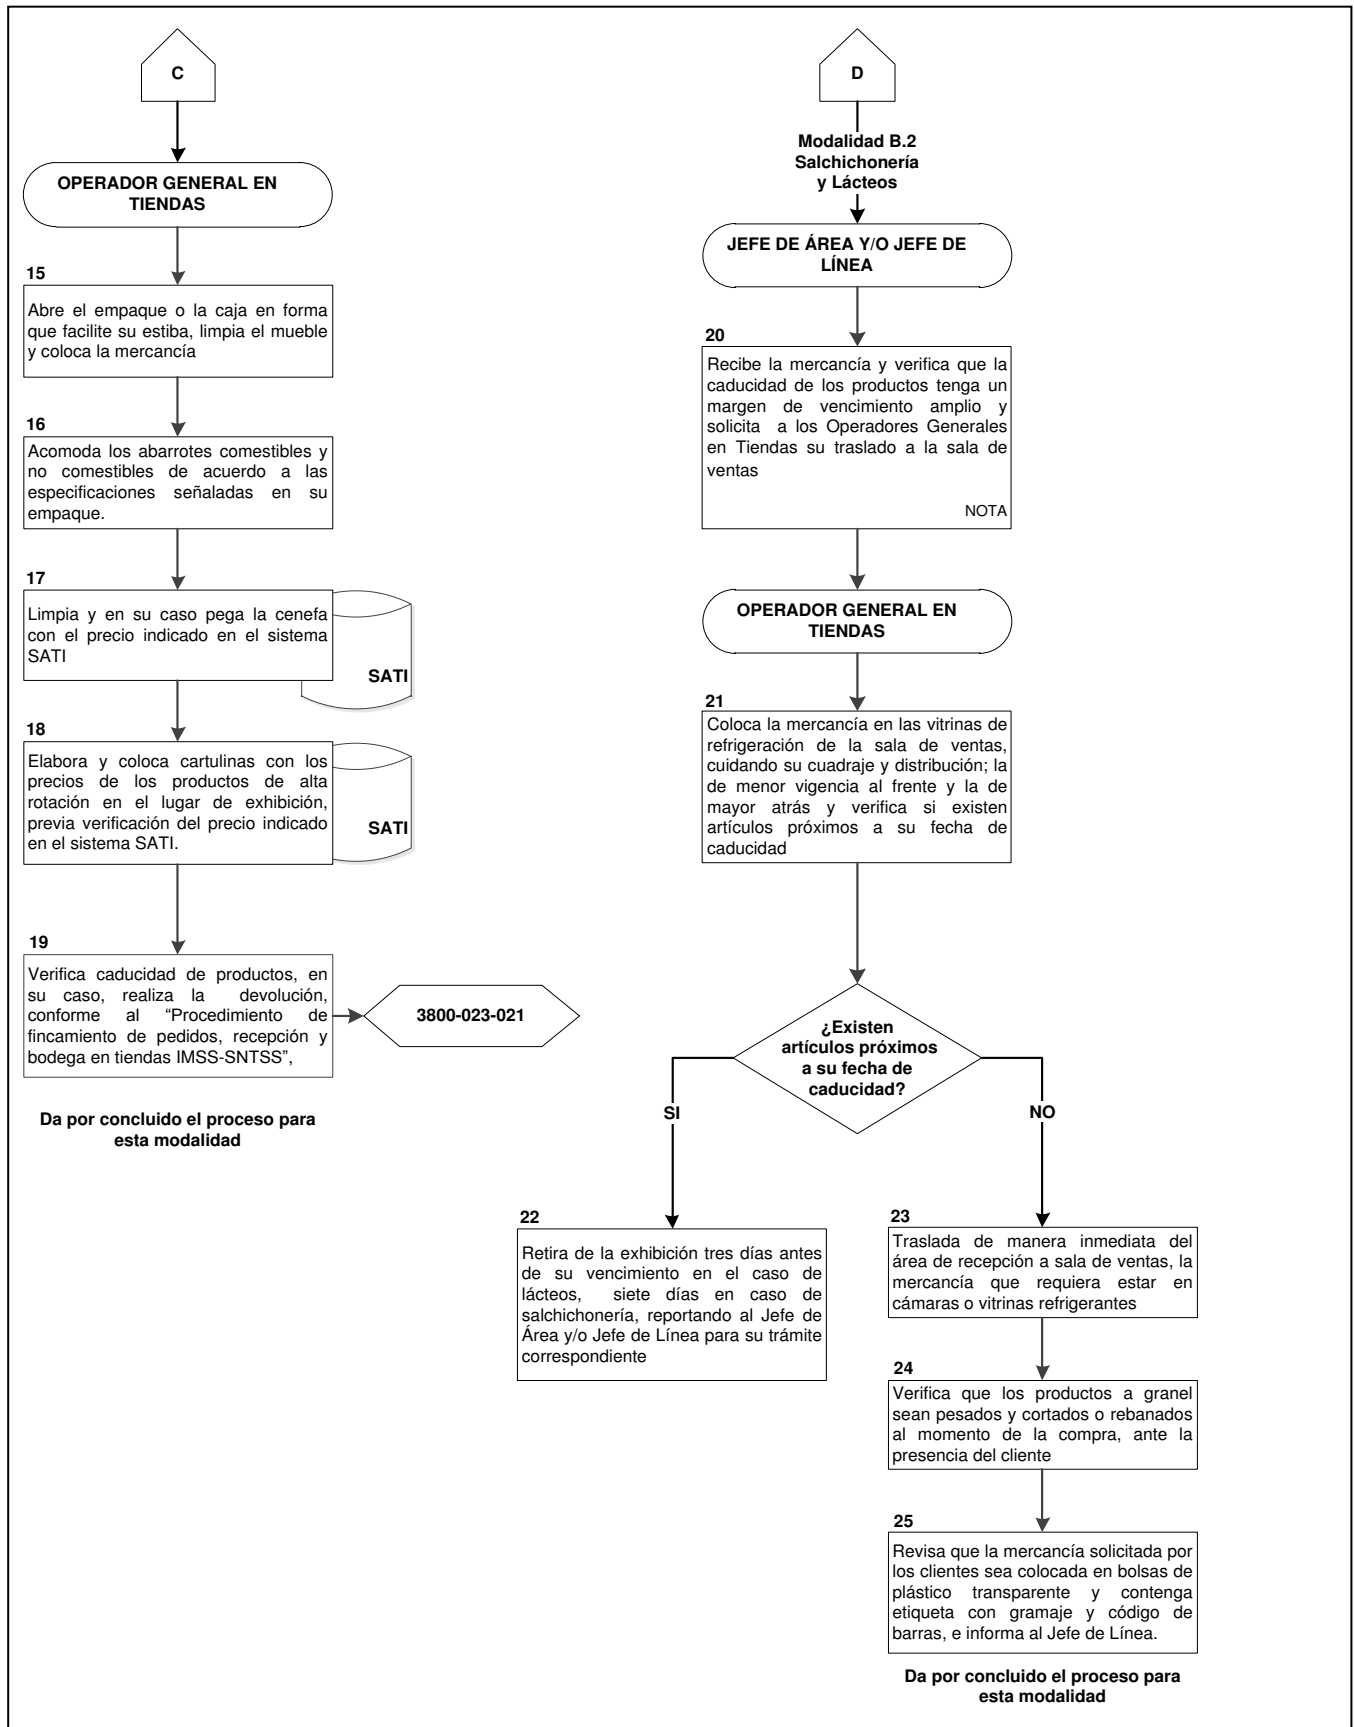 C
OPERADOR GENERAL EN
TIENDAS
15
Abre el empaque o la caja en forma
que facilite su estiba, limpia el mueble
y coloca la mercancía
16
Acomoda los abarrotes comestibles y
no comestibles de acuerdo a las
especificaciones señaladas en su
empaque.
17
Limpia y en su caso pega la cenefa
con el precio indicado en el sistema
SATI
SATI
18
Elabora y coloca cartulinas con los
precios de los productos de alta
rotación en el lugar de exhibición,
previa verificación del precio indicado
en el sistema SATI.
SATI
19
Verifica caducidad de productos, en
su caso, realiza la devolución,
conforme al “Procedimiento de
fincamiento de pedidos, recepción y
bodega en tiendas IMSS-SNTSS”,
3800-023-021
Da por concluido el proceso para
esta modalidad
D
Modalidad B.2
Salchichonería
y Lácteos
JEFE DE ÁREA Y/O JEFE DE
LÍNEA
20
Recibe la mercancía y verifica que la
caducidad de los productos tenga un
margen de vencimiento amplio y
solicita a los Operadores Generales
en Tiendas su traslado a la sala de
ventas
NOTA
OPERADOR GENERAL EN
TIENDAS
21
Coloca la mercancía en las vitrinas de
refrigeración de la sala de ventas,
cuidando su cuadraje y distribución; la
de menor vigencia al frente y la de
mayor atrás y verifica si existen
artículos próximos a su fecha de
caducidad
¿Existen
artículos próximos
a su fecha de
caducidad?
SI
NO
22
Retira de la exhibición tres días antes
de su vencimiento en el caso de
lácteos, siete días en caso de
salchichonería, reportando al Jefe de
Área y/o Jefe de Línea para su trámite
correspondiente
23
Traslada de manera inmediata del
área de recepción a sala de ventas, la
mercancía que requiera estar en
cámaras o vitrinas refrigerantes
24
Verifica que los productos a granel
sean pesados y cortados o rebanados
al momento de la compra, ante la
presencia del cliente
25
Revisa que la mercancía solicitada por
los clientes sea colocada en bolsas de
plástico transparente y contenga
etiqueta con gramaje y código de
barras, e informa al Jefe de Línea.
Da por concluido el proceso para
esta modalidad